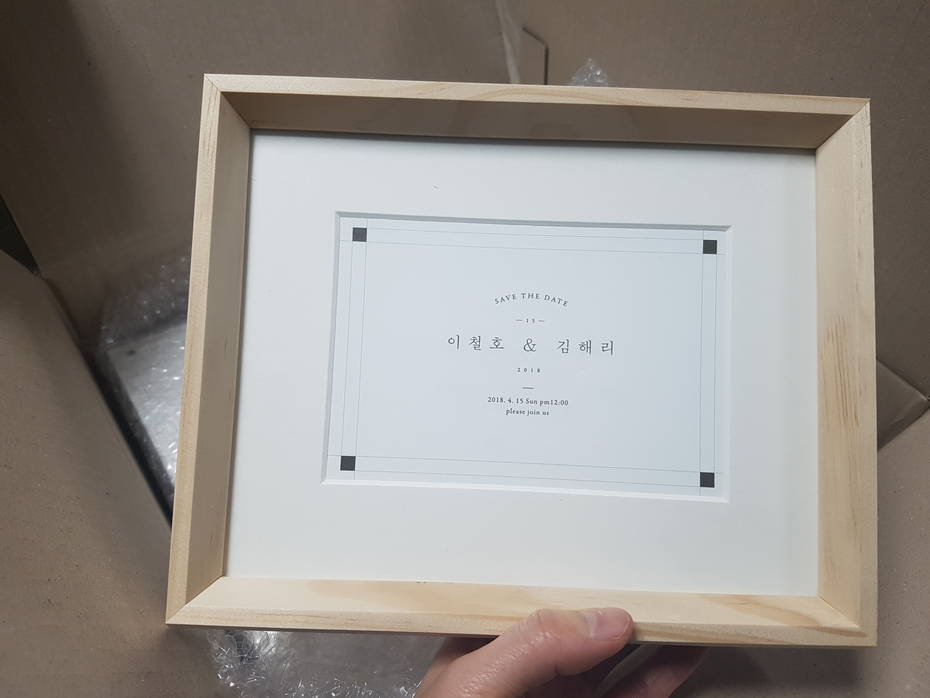 SAVE THE DATE
— 15 —
이철호 & 김해리
2018
2018. 4. 15 Sun pm12:00
please join us